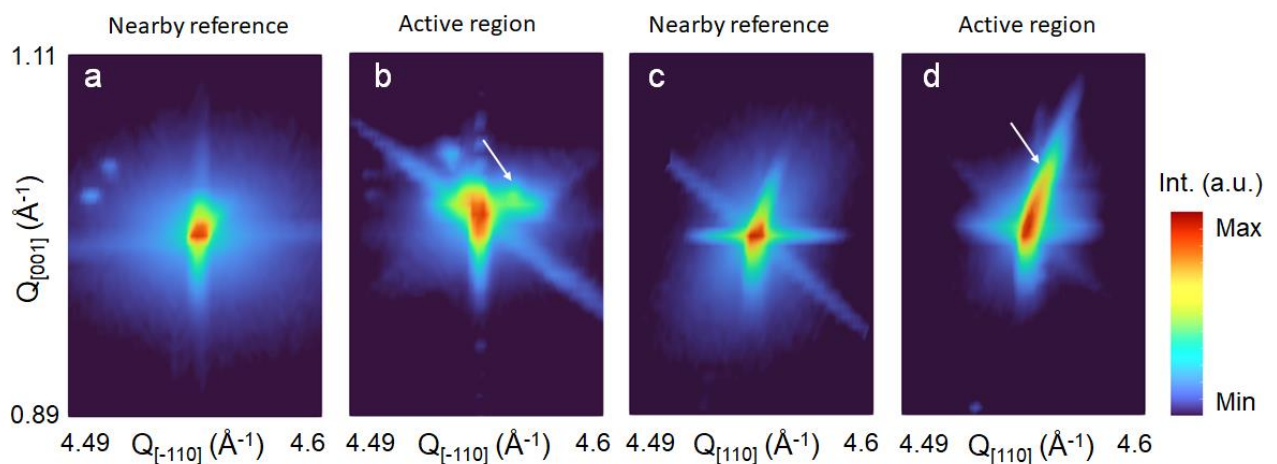 Nearby reference
Active region
Nearby reference
Active region
1.11
a
b
c
d
Q[001] (Å-1)
Int. (a.u.)
Max
Min
0.89
4.49 Q[-110] (Å-1) 4.6
4.49 Q[-110] (Å-1) 4.6
4.49 Q[110] (Å-1) 4.6
4.49 Q[110] (Å-1) 4.6